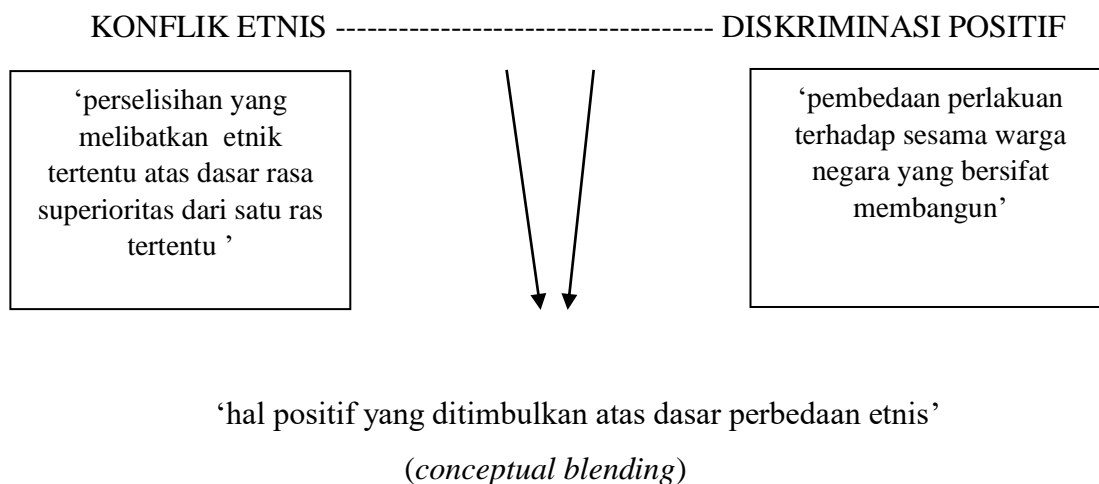 KONFLIK ETNIS ------------------------------------ DISKRIMINASI POSITIF
‘perselisihan yang
melibatkan etnik
tertentu atas dasar rasa
superioritas dari satu ras
tertentu ’
‘pembedaan perlakuan
terhadap sesama warga
negara yang bersifat
membangun’
‘hal positif yang ditimbulkan atas dasar perbedaan etnis’
(conceptual blending)